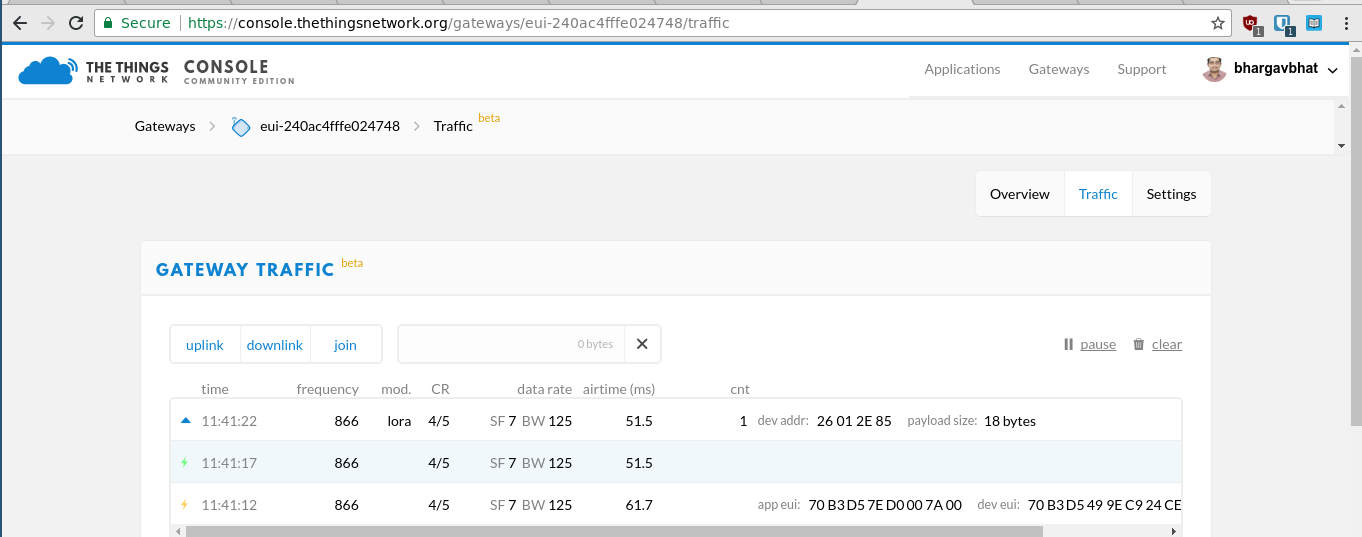 Secure https://console.thethingsnetwork.org/gateways/eui-240ac4fffe024748/traffic
1 1
THE THINGS NETWORK CONSOLE COMMUNITY EDITION Applications Gateways Support bhargavbhat
Gateways eui-240ac4fffe024748 Traffic beta
Overview Traffic Settings
GATEWAY TRAFFIC beta
uplink downlink join 0 bytes pause clear
time frequency mod. CR data rate airtime (ms) cnt
11:41:22 866 lora 4/5 SF 7 BW 125 51.5 1 dev addr: 26 01 2E 85 payload size: 18 bytes
11:41:17 866 4/5 SF 7 BW 125 51.5
11:41:12 866 4/5 SF 7 BW 125 61.7 app eui: 70 B3 D5 7E D0 00 7A 00 dev eui: 70 B3 D5 49 9E C9 24 CE